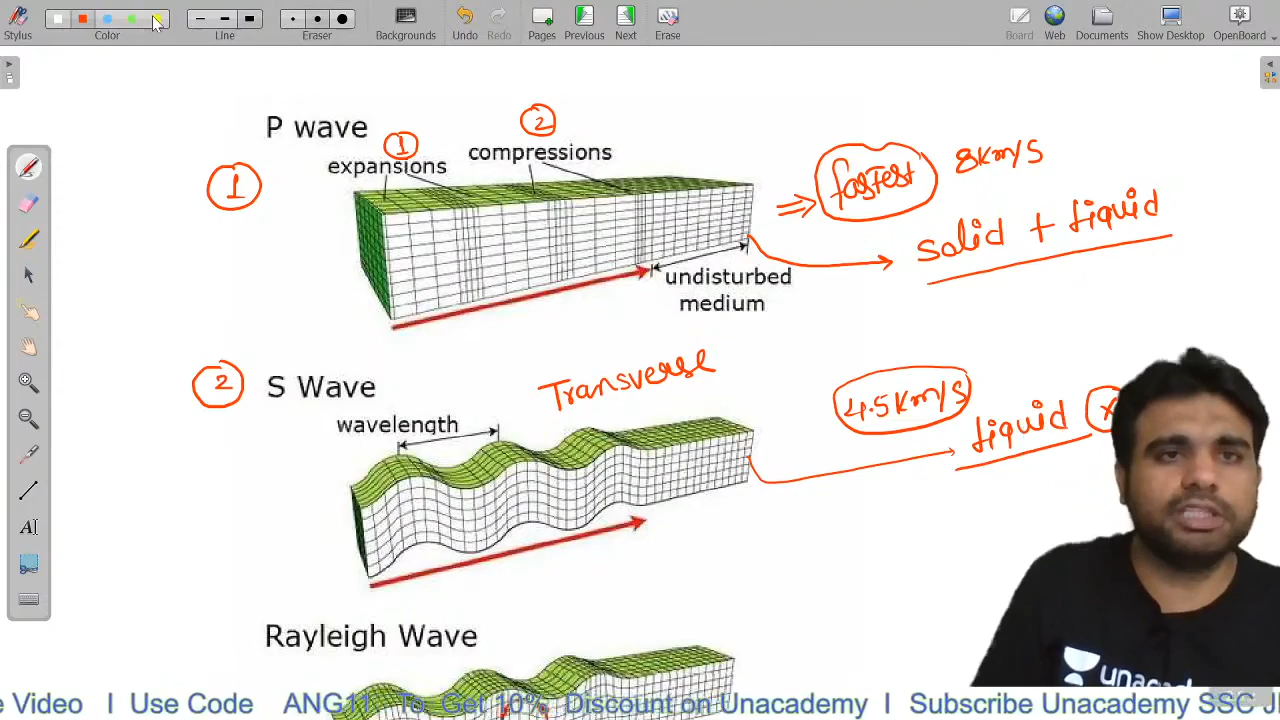 Stylus
Color
Line
Eraser
Backgrounds
Undo
Redo
Pages
Previous
Next
Erase
Board
Web
Documents
Show Desktop
OpenBoard
P wave
1
2
expansions
compressions
1
fastest
8km/s
solid + liquid
undisturbed
medium
2
S Wave
Transverse
wavelength
4.5km/s
liquid x
Rayleigh Wave
unacade
e Video I Use Code ANG11 To Get 10% Discount on Unacademy I Subscribe Unacademy SSC J